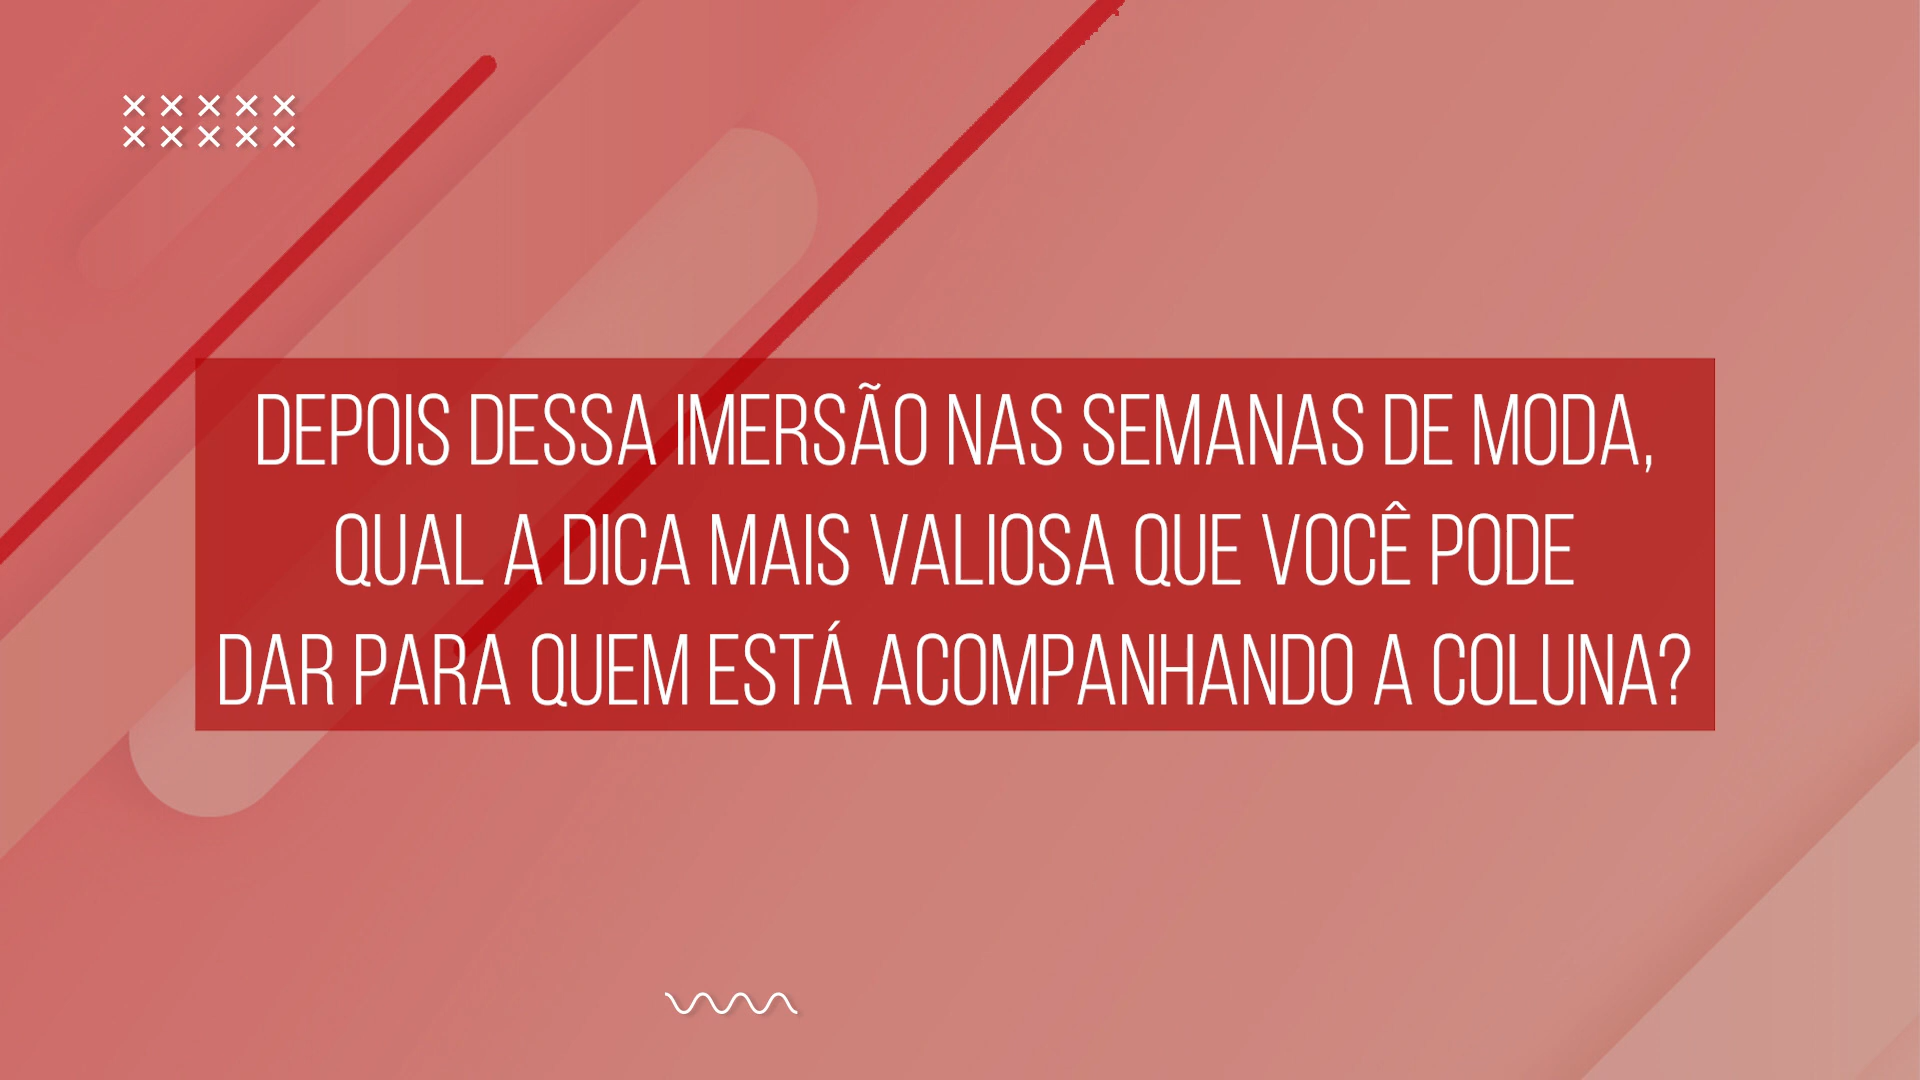 DEPOIS DESSA IMERSÃO NAS SEMANAS DE MODA,
QUAL A DICA MAIS VALIOSA QUE VOCÊ PODE
DAR PARA QUEM ESTÁ ACOMPANHANDO A COLUNA?